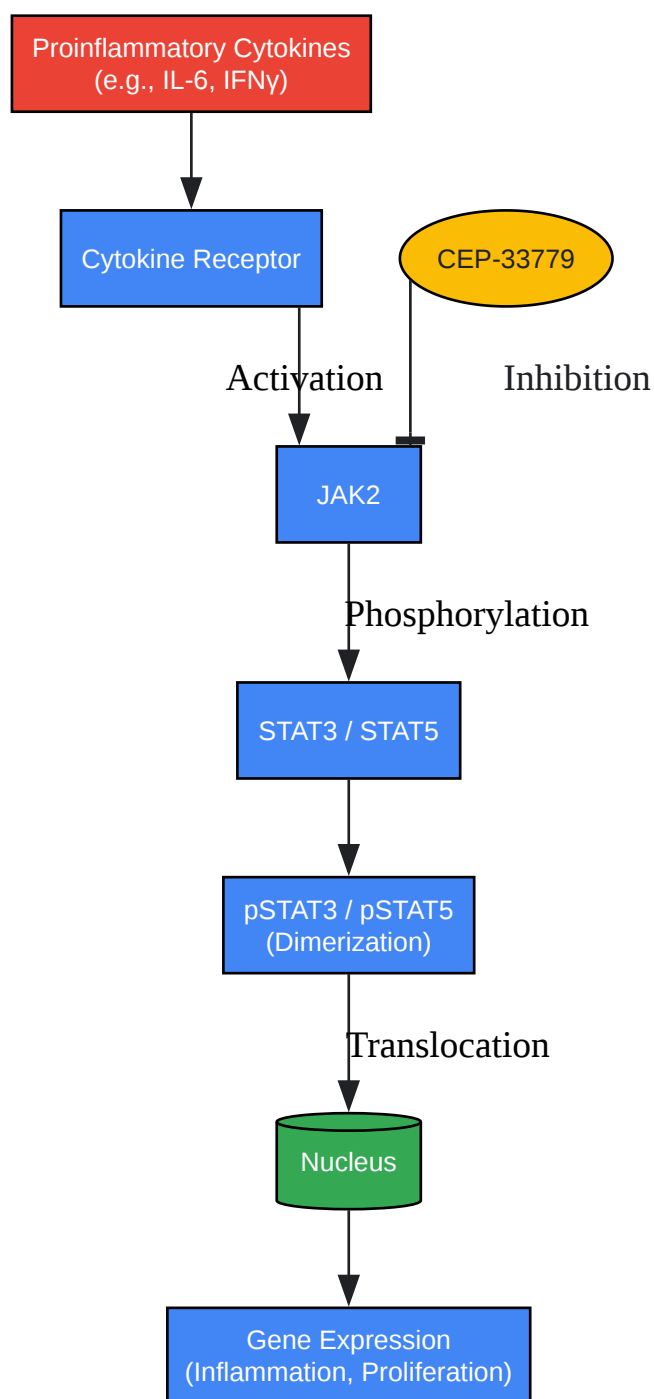 Proinflammatory Cytokines
(e.g., IL-6, IFNγ)
Cytokine Receptor
CEP-33779
Activation
Inhibition
JAK2
Phosphorylation
STAT3 / STAT5
pSTAT3 / pSTAT5
(Dimerization)
Translocation
Nucleus
Gene Expression
(Inflammation, Proliferation)